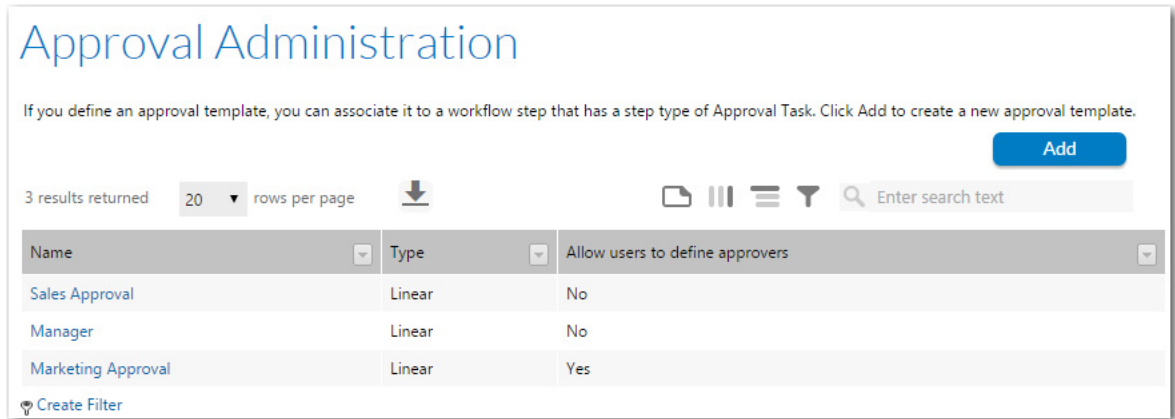 Approval Administration
If you define an approval template, you can associate it to a workflow step that has a step type of Approval Task. Click Add to create a new approval template.
Add
3 results returned 20 rows per page Enter search text
Name Type Allow users to define approvers
Sales Approval Linear No
Manager Linear No
Marketing Approval Linear Yes
Create Filter